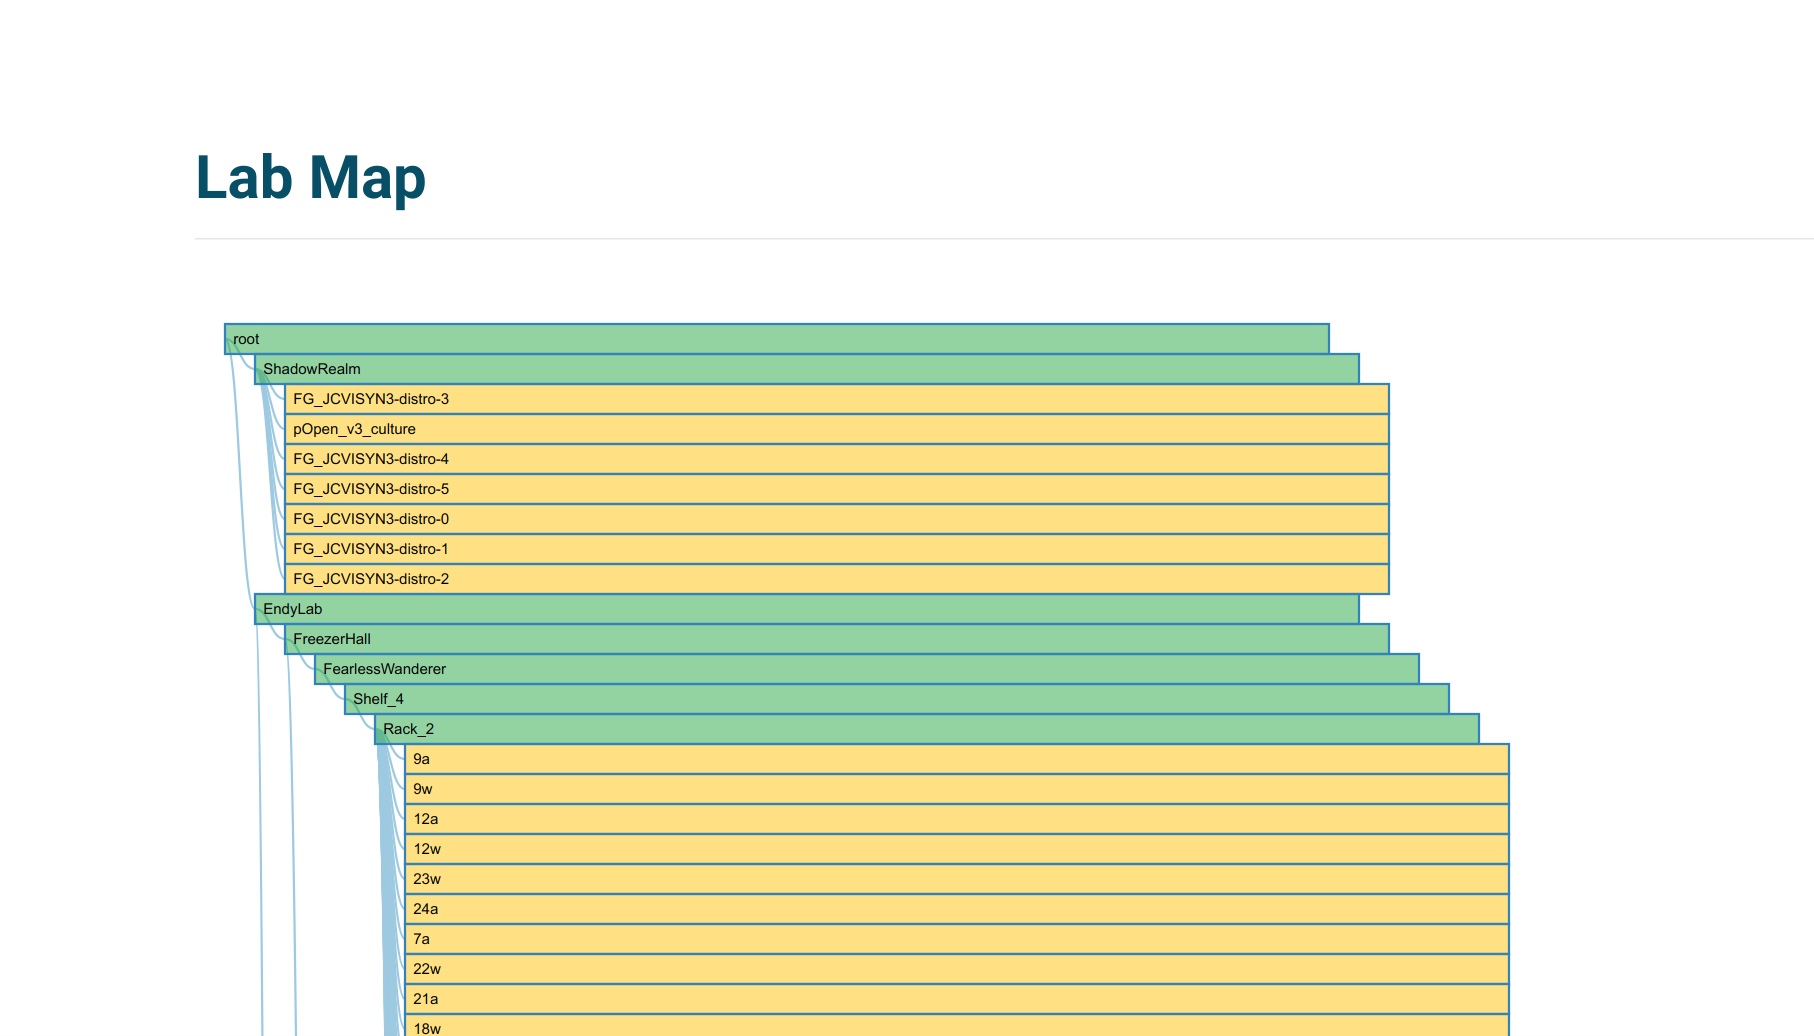 Lab Map
root
ShadowRealm
FG_JCVISYN3-distro-3
pOpen_v3_culture
FG_JCVISYN3-distro-4
FG_JCVISYN3-distro-5
FG_JCVISYN3-distro-0
FG_JCVISYN3-distro-1
FG_JCVISYN3-distro-2
EndyLab
FreezerHall
FearlessWanderer
Shelf_4
Rack_2
9a
9w
12a
12w
23w
24a
7a
22w
21a
18w